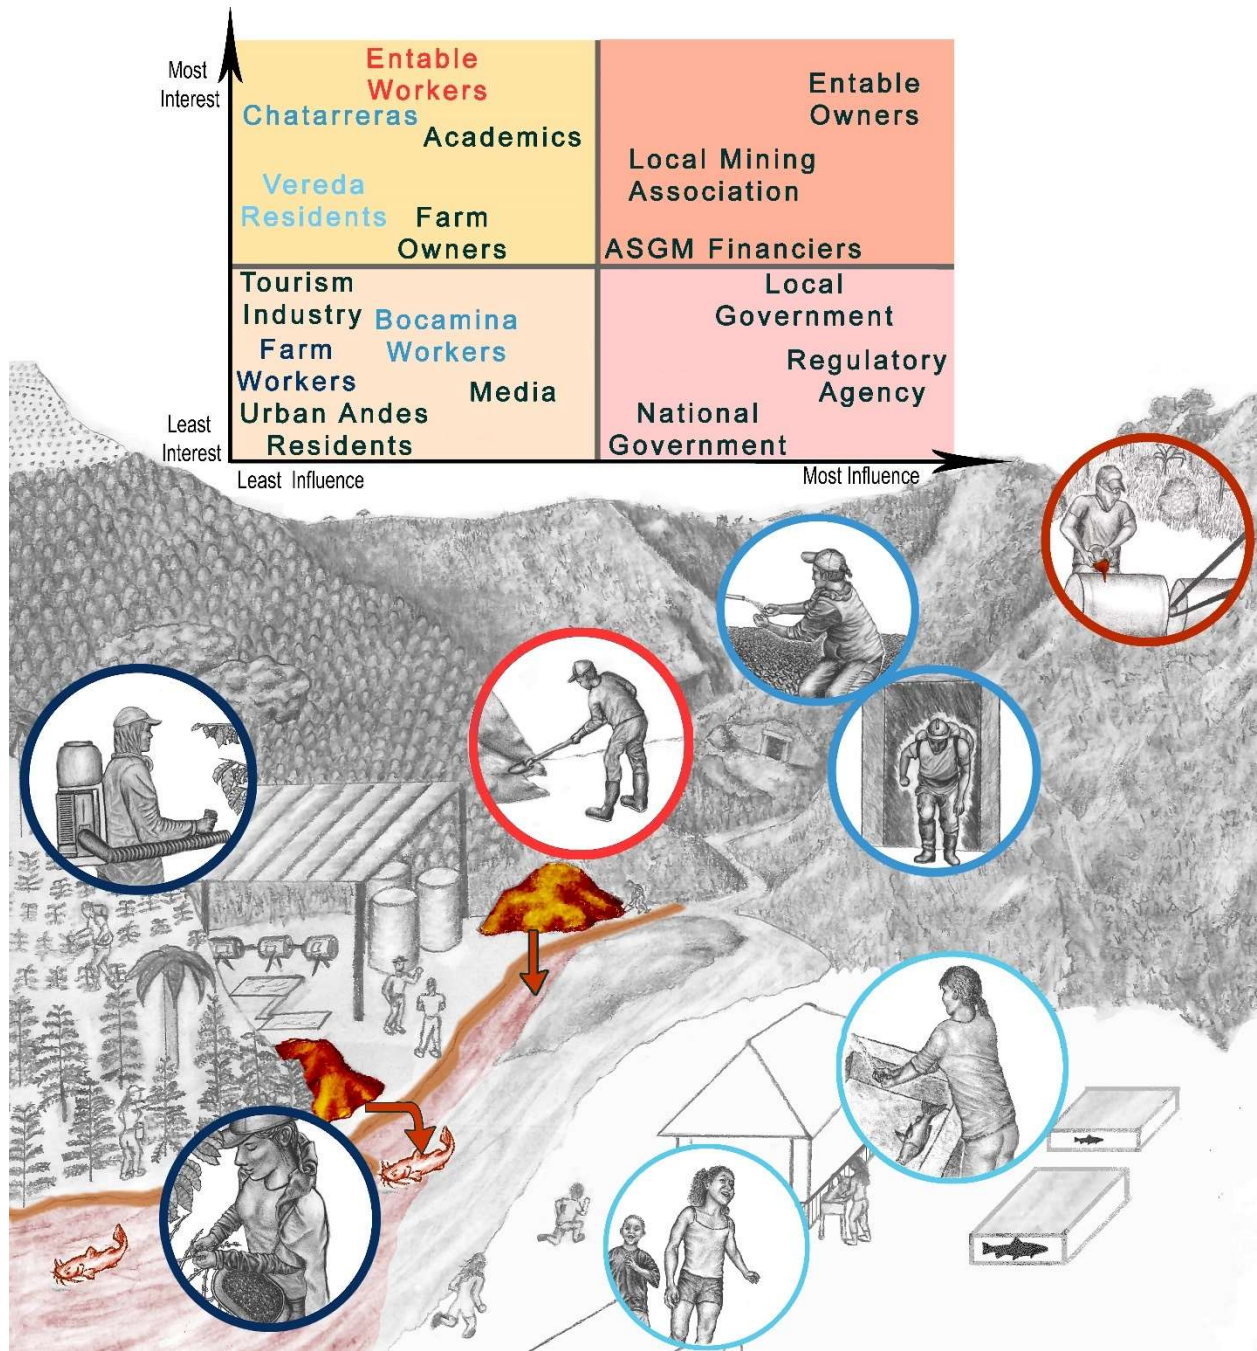 Most
Interest
Entable
Workers
Chatarreras
Academics
Vereda
Residents
Farm
Owners
Entable
Owners
Local Mining
Association
ASGM Financiers
Tourism
Industry
Bocamina
Workers
Farm
Workers
Media
Urban Andes
Residents
Local
Government
Regulatory
Agency
National
Government
Least
Interest
Least Influence
Most Influence